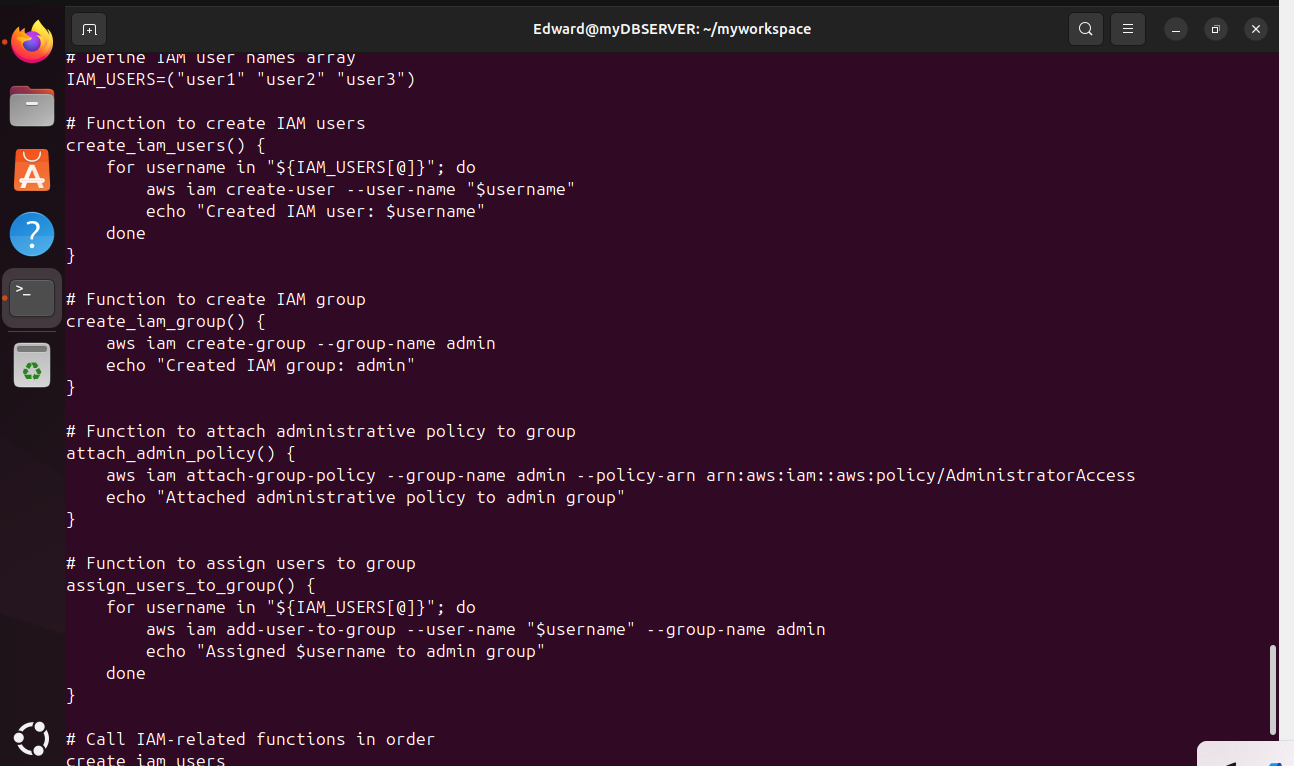 Edward@myDBSERVER: ~/myworkspace
# Define IAM user names array
IAM_USERS=("user1" "user2" "user3")

# Function to create IAM users
create_iam_users() {
    for username in "${IAM_USERS[@]}"; do
        aws iam create-user --user-name "$username"
        echo "Created IAM user: $username"
    done
}

# Function to create IAM group
create_iam_group() {
    aws iam create-group --group-name admin
    echo "Created IAM group: admin"
}

# Function to attach administrative policy to group
attach_admin_policy() {
    aws iam attach-group-policy --group-name admin --policy-arn arn:aws:iam::aws:policy/AdministratorAccess
    echo "Attached administrative policy to admin group"
}

# Function to assign users to group
assign_users_to_group() {
    for username in "${IAM_USERS[@]}"; do
        aws iam add-user-to-group --user-name "$username" --group-name admin
        echo "Assigned $username to admin group"
    done
}

# Call IAM-related functions in order
create_iam_users